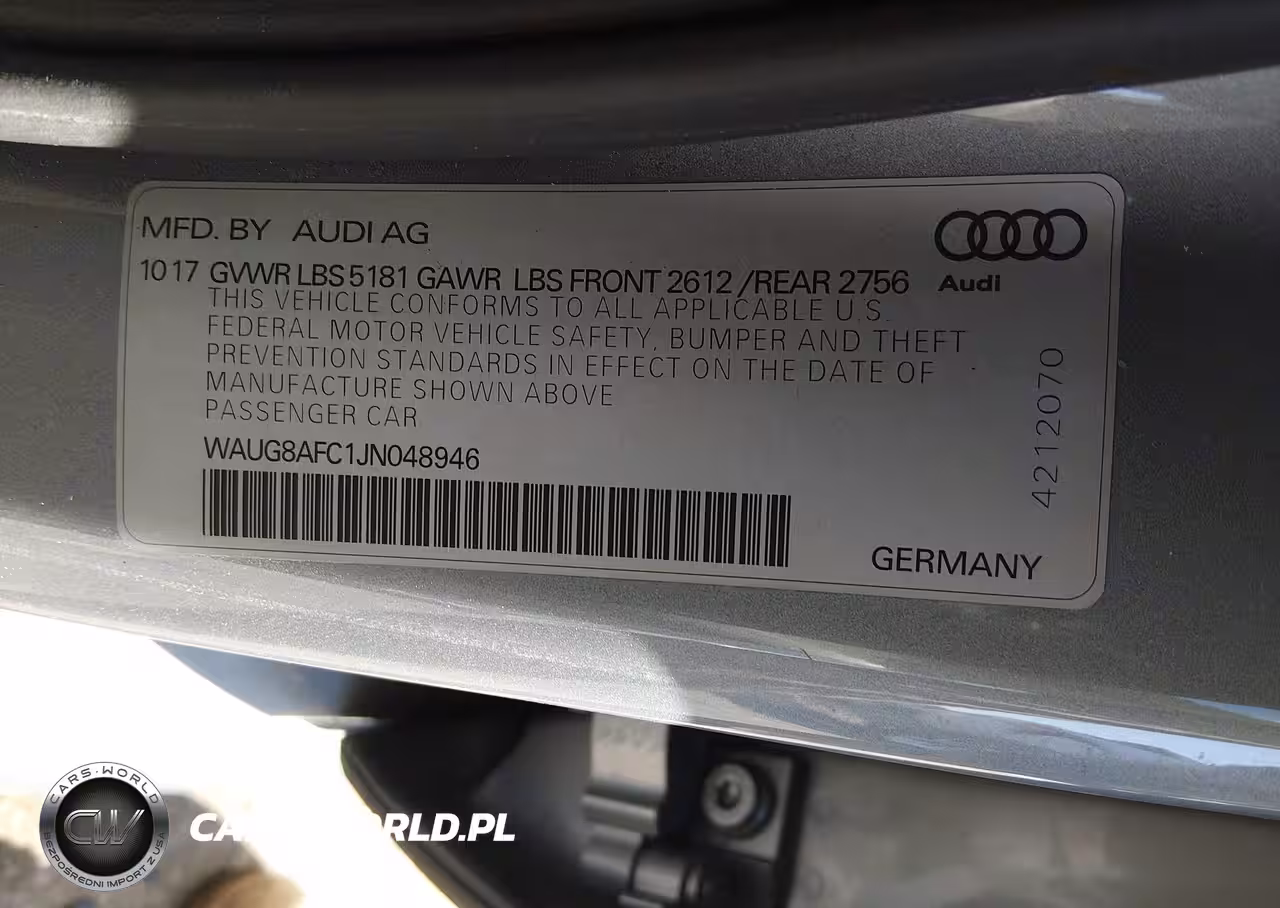 MFD. BY AUDI AG
Audi
10 17 GVWR LBS 5181 GAWR LBS FRONT 2612 /REAR 2756
THIS VEHICLE CONFORMS TO ALL APPLICABLE U.S.
FEDERAL MOTOR VEHICLE SAFETY, BUMPER AND THEFT
PREVENTION STANDARDS IN EFFECT ON THE DATE OF
MANUFACTURE SHOWN ABOVE
PASSENGER CAR
WAUG8AFC1JN048946
4212070
GERMANY
CARS·WORLD
CW
BEZPOŚREDNI IMPORT Z USA
CARS-WORLD.PL